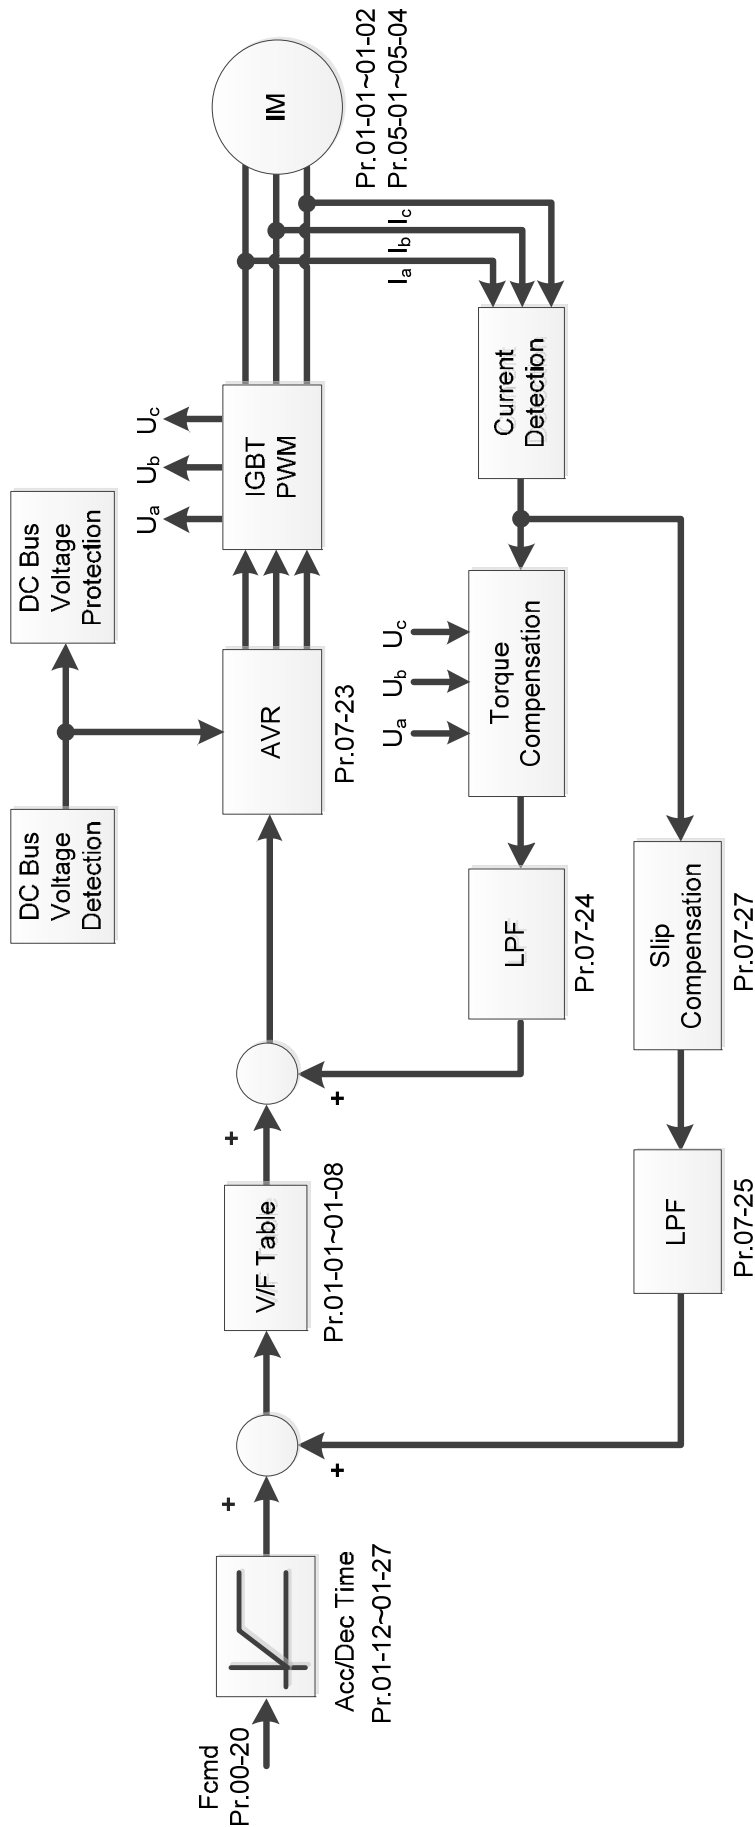 Fcmd
Pr.00-20
Acc/Dec Time
Pr.01-12~01-27
+
+
V/F Table
Pr.01-01~01-08
+
+
DC Bus
Voltage
Detection
DC Bus
Voltage
Protection
AVR
Pr.07-23
IGBT
PWM
Ua
Ub
Uc
IM
Pr.01-01~01-02
Pr.05-01~05-04
Ia
Ib
Ic
Current
Detection
Ua
Ub
Uc
Torque
Compensation
LPF
Pr.07-24
Slip
Compensation
Pr.07-27
LPF
Pr.07-25